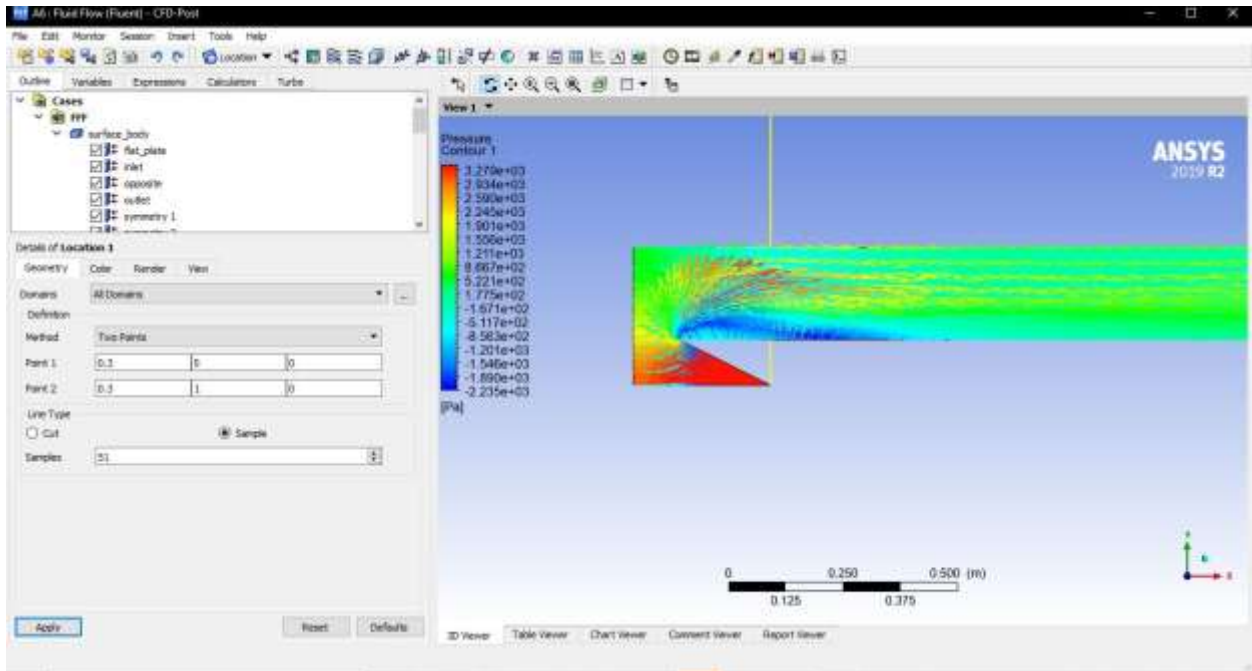 A6 : Fluid Flow (Fluent) - CFD-Post
File Edit Monitor Session Insert Tools Help
Location
Outline Variables Expressions Calculators Turbo
Cases
FFF
surface_body
flat_plate
inlet
opposite
outlet
symmetry 1
Details of Location 1
Geometry Color Render View
Domains All Domains ...
Definition
Method Two Points
Point 1 0.3 0 0
Point 2 0.3 1 0
Line Type
Cut Sample
Samples 51
Apply Reset Defaults
View 1
Pressure
Contour 1
3.279e+03
2.934e+03
2.590e+03
2.245e+03
1.901e+03
1.556e+03
1.211e+03
8.667e+02
5.221e+02
1.775e+02
-1.671e+02
-5.117e+02
-8.563e+02
-1.201e+03
-1.546e+03
-1.890e+03
-2.235e+03
[Pa]
ANSYS
2019 R2
0 0.250 0.500 (m)
0.125 0.375
Y
X
3D Viewer Table Viewer Chart Viewer Comment Viewer Report Viewer